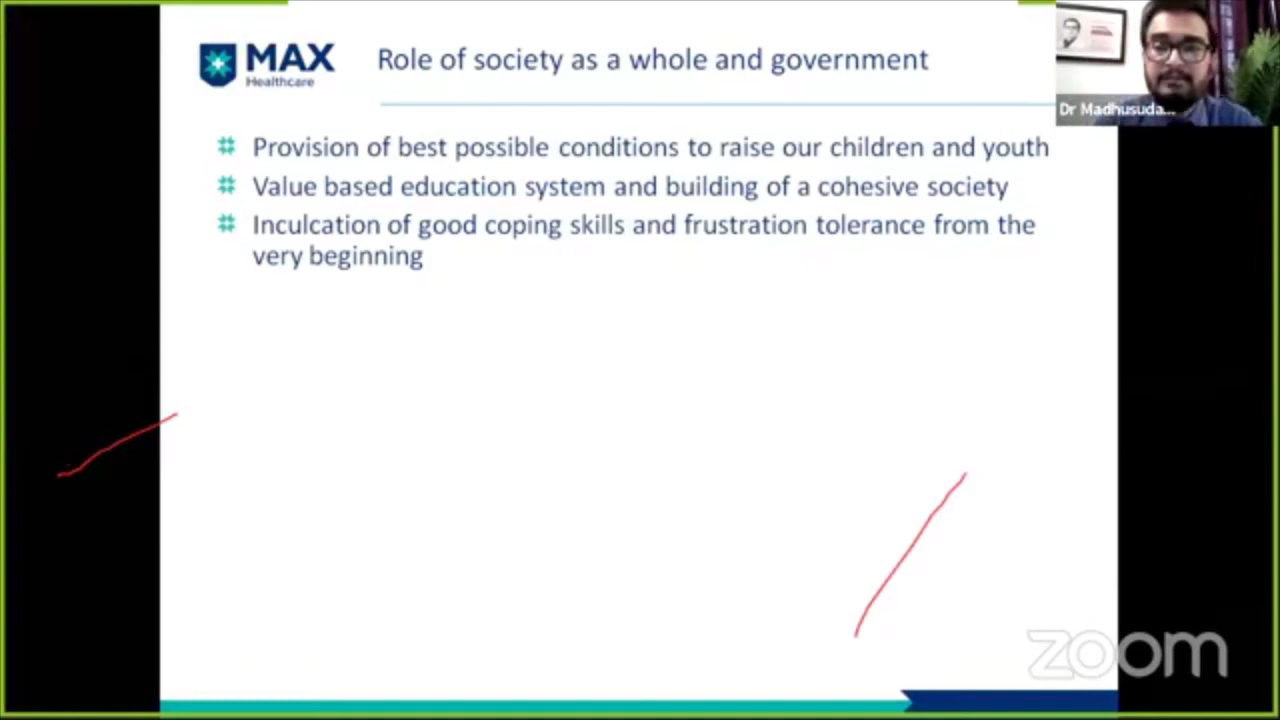 MAX
Healthcare
Role of society as a whole and government
Dr Madhusuda...
Provision of best possible conditions to raise our children and youth
Value based education system and building of a cohesive society
Inculcation of good coping skills and frustration tolerance from the
very beginning
zoom